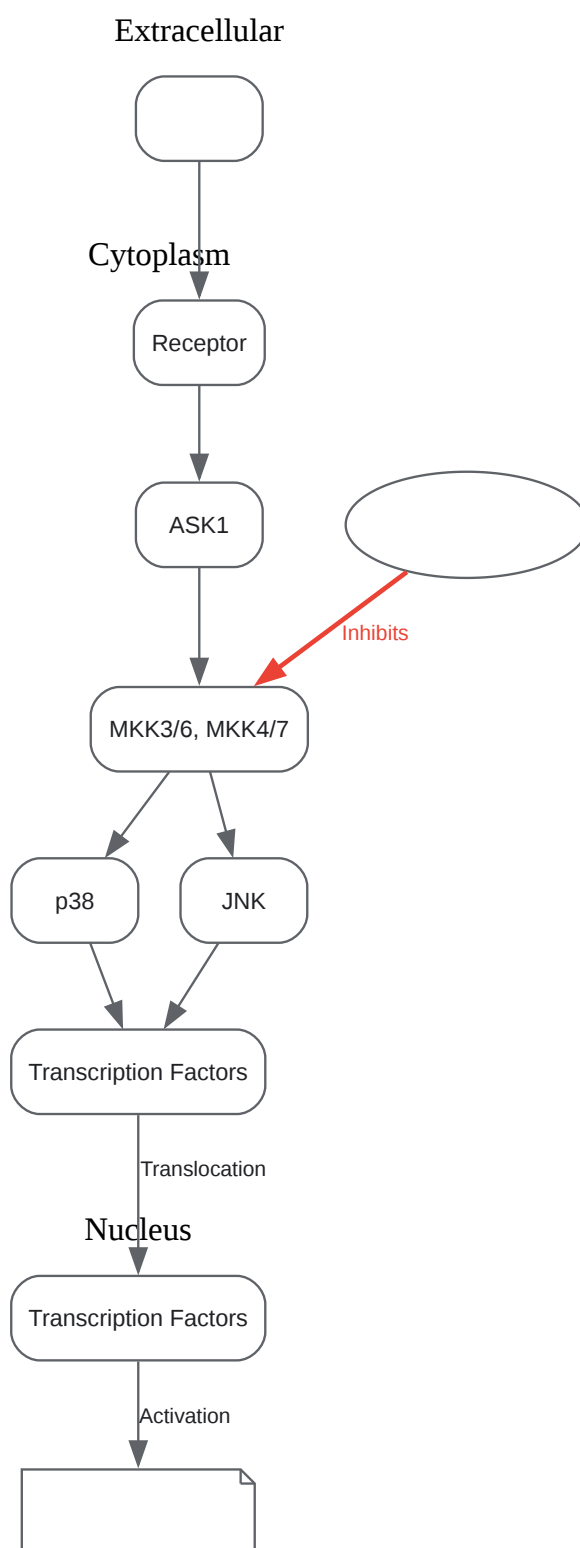 Extracellular
Cytoplasm
Receptor
ASK1
Inhibits
MKK3/6, MKK4/7
p38
JNK
Transcription Factors
Translocation
Nucleus
Transcription Factors
Activation